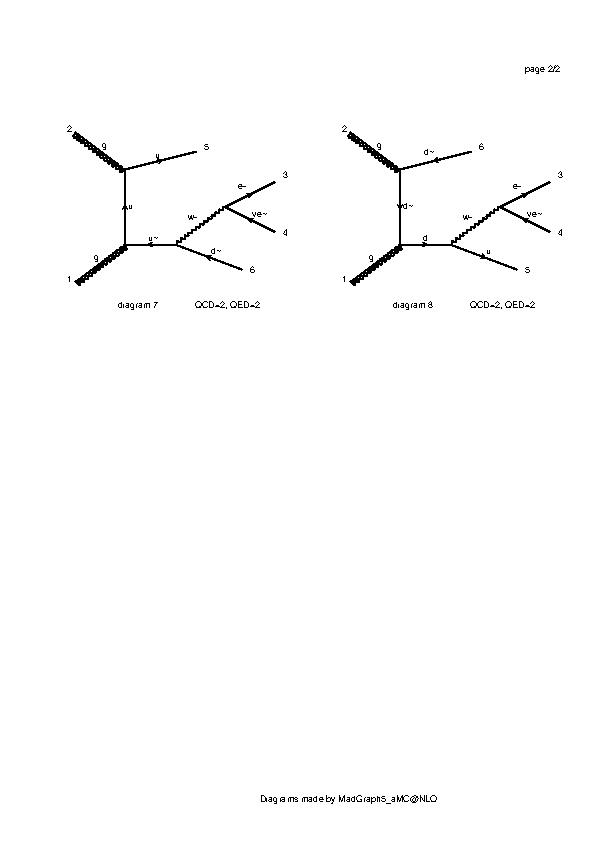 page 2/2
2 g u 5
e- 3
u w- ve~ 4
g u~ d~ 6
1
diagram 7 QCD=2, QED=2
2 g d~ 6
e- 3
d~ w- ve~ 4
g d u 5
1
diagram 8 QCD=2, QED=2
Diagrams made by MadGraph5_aMC@NLO